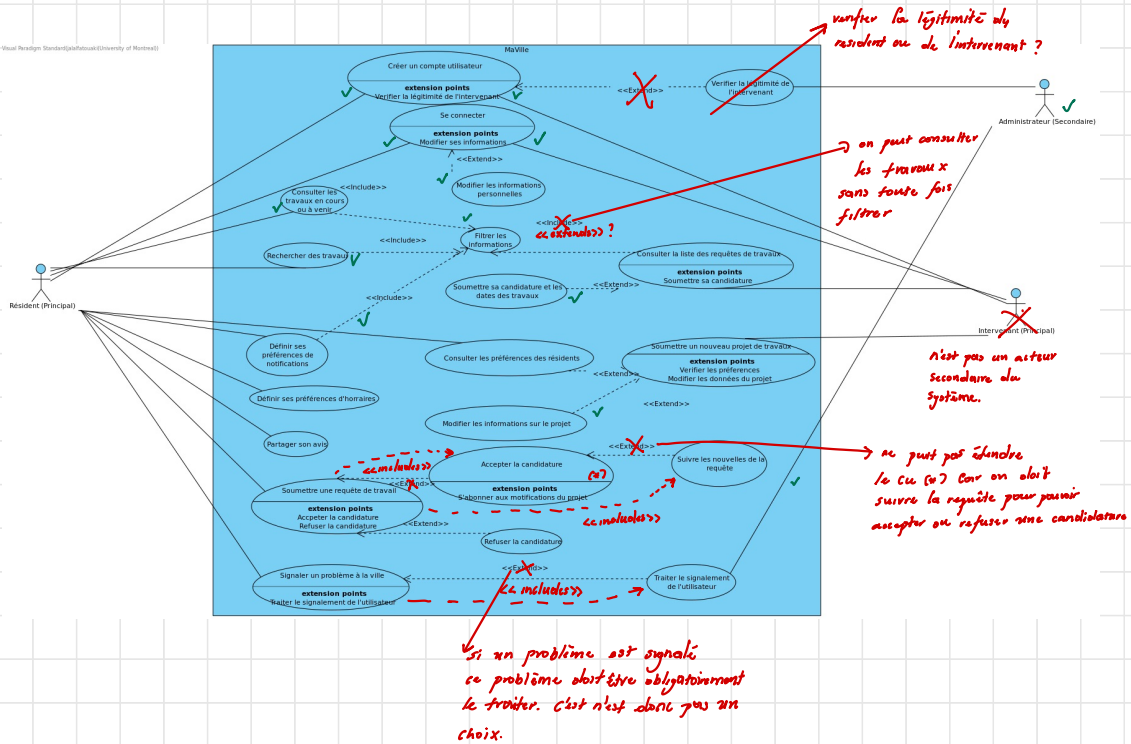 Visual Paradigm Standard(jalalfatouaki(University of Montreal))
MaVille
verifier la légitimité du
resident ou de l'intervenant ?
Créer un compte utilisateur
extension points
Verifier la légitimité de l'intervenant
<<Extend>>
Verifier la légitimité de
l'intervenant
Administrateur (Secondaire)
Se connecter
extension points
Modifier ses informations
<<Extend>>
Modifier les informations
personnelles
on peut consulter
les travaux
sans toute fois
filtrer
Consulter les
travaux en cours
ou à venir
<<Include>>
<<Include>>
<<extends>> ?
Filtrer les
informations
<<Include>>
Rechercher des travaux
Consulter la liste des requêtes de travaux
extension points
Soumettre sa candidature
Soumettre sa candidature et les
dates des travaux
<<Extend>>
<<Include>>
Résident (Principal)
Intervenant (Principal)
n'est pas un acteur
secondaire du
système.
Définir ses
préférences de
notifications
Consulter les préférences des résidents
Soumettre un nouveau projet de travaux
extension points
Verifier les préferences
Modifier les données du projet
<<Extend>>
<<Extend>>
Définir ses préférences d'horraires
Modifier les informations sur le projet
Partager son avis
<<includes>>
Accepter la candidature
(*)
extension points
S'abonner aux notifications du projet
<<Extend>>
Suivre les nouvelles de la
requête
ne peut pas étendre
le cu (*) car on doit
suivre la requête pour pouvoir
accepter ou refuser une candidature
<<Extend>>
Soumettre une requête de travail
extension points
Accpeter la candidature
Refuser la candidature
<<includes>>
<<Extend>>
Refuser la candidature
<<Extend>>
<<includes>>
Signaler un problème à la ville
extension points
Traiter le signalement de l'utilisateur
Traiter le signalement
de l'utilisateur
si un problème est signalé
ce problème doit être obligatoirement
le traiter. C'est n'est donc pas un
choix.